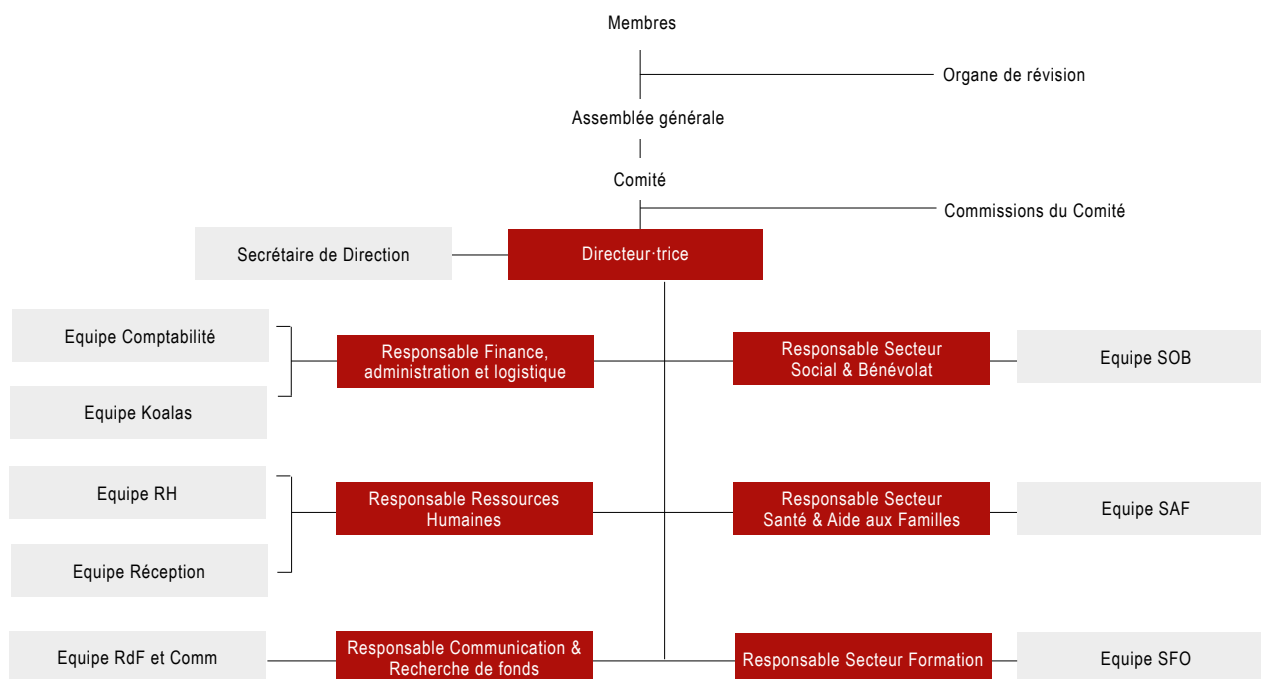 Membres
Organe de révision
Assemblée générale
Comité
Commissions du Comité
Secrétaire de Direction
Directeur·trice
Equipe Comptabilité
Responsable Finance,
administration et logistique
Responsable Secteur
Social & Bénévolat
Equipe SOB
Equipe Koalas
Equipe RH
Responsable Ressources
Humaines
Responsable Secteur
Santé & Aide aux Familles
Equipe SAF
Equipe Réception
Equipe RdF et Comm
Responsable Communication &
Recherche de fonds
Responsable Secteur Formation
Equipe SFO